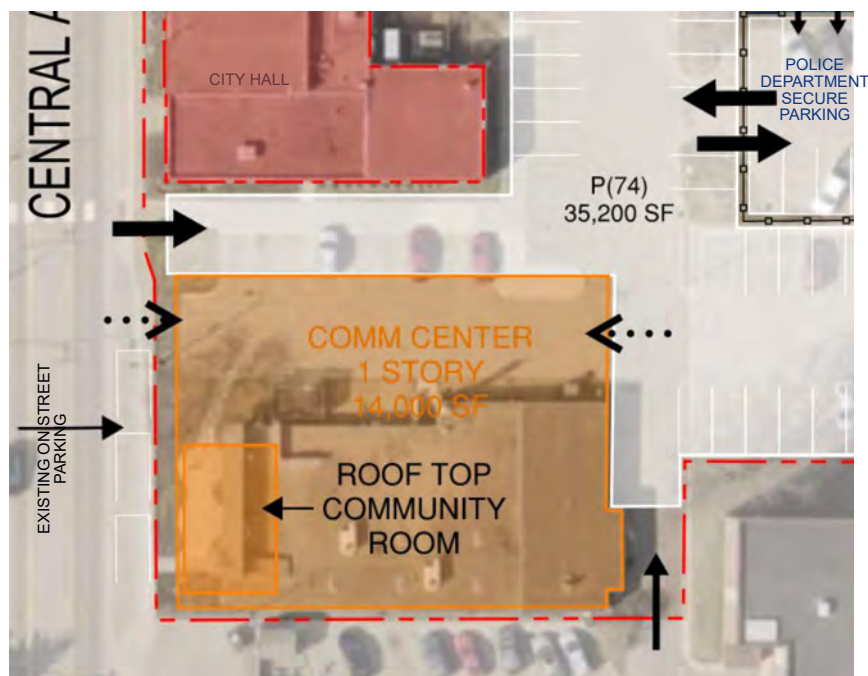 CENTRAL A
CITY HALL
POLICE
DEPARTMENT
SECURE
PARKING
P(74)
35,200 SF
COMM CENTER
1 STORY
14,000 SF
EXISTING ON STREET
PARKING
ROOF TOP
COMMUNITY
ROOM